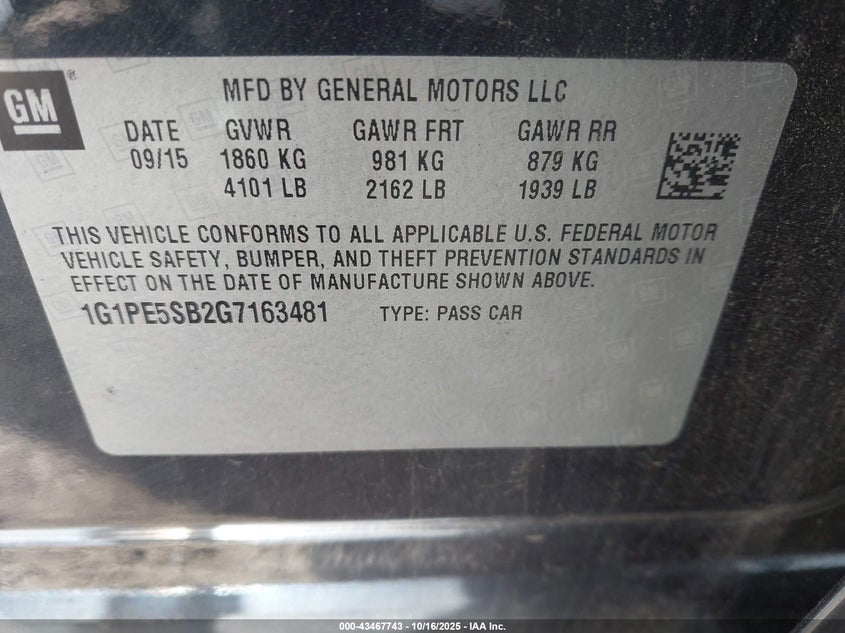 GM
®
MFD BY GENERAL MOTORS LLC
DATE GVWR GAWR FRT GAWR RR
09/15 1860 KG 981 KG 879 KG
4101 LB 2162 LB 1939 LB
THIS VEHICLE CONFORMS TO ALL APPLICABLE U.S. FEDERAL MOTOR
VEHICLE SAFETY, BUMPER, AND THEFT PREVENTION STANDARDS IN
EFFECT ON THE DATE OF MANUFACTURE SHOWN ABOVE.
1G1PE5SB2G7163481 TYPE: PASS CAR
000-43467743 - 10/16/2025 - IAA Inc.